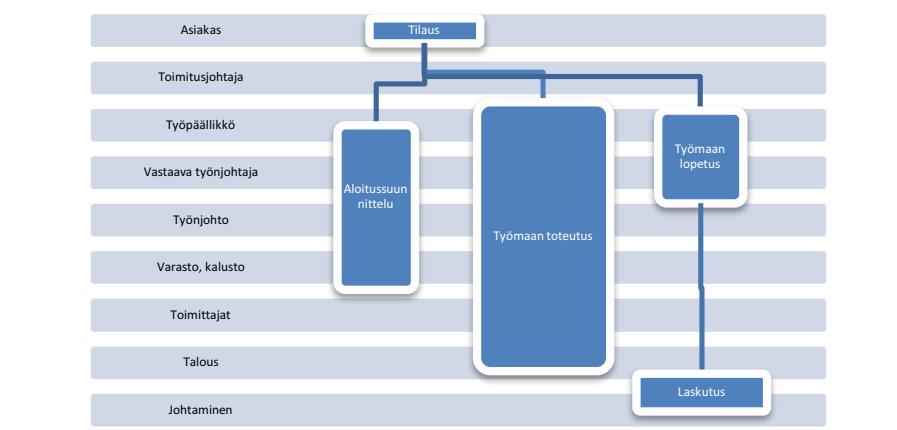 Asiakas
Tilaus
Toimitusjohtaja
Työpäällikkö
Työmaan
lopetus
Vastaava työnjohtaja
Aloitussuun
nittelu
Työnjohto
Työmaan toteutus
Varasto, kalusto
Toimittajat
Talous
Laskutus
Johtaminen